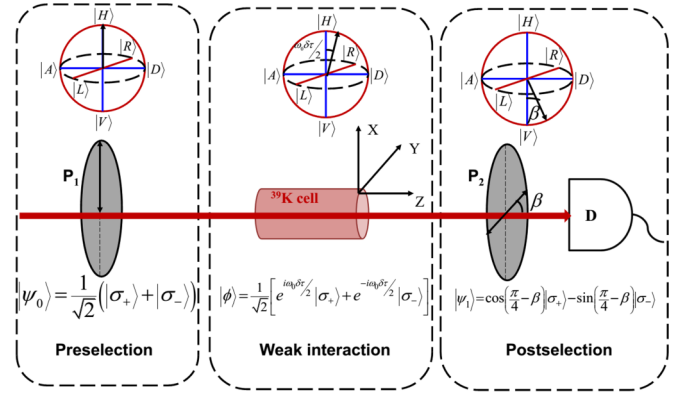 |H⟩
|R⟩
|A⟩
|D⟩
|L⟩
|V⟩
P₁
|ψ₀⟩=1/√2(|σ₊⟩+|σ₋⟩)
Preselection
|H⟩
iω₀δτ/2
|R⟩
|A⟩
|D⟩
|L⟩
|V⟩
X
Y
Z
³⁹K cell
|ϕ⟩=1/√2[e^{iω₀δτ/2}|σ₊⟩+e^{-iω₀δτ/2}|σ₋⟩]
Weak interaction
|H⟩
|R⟩
|A⟩
|D⟩
|L⟩
β
|V⟩
P₂
β
D
|ψ₁⟩=cos(π/4−β)|σ₊⟩−sin(π/4−β)|σ₋⟩
Postselection